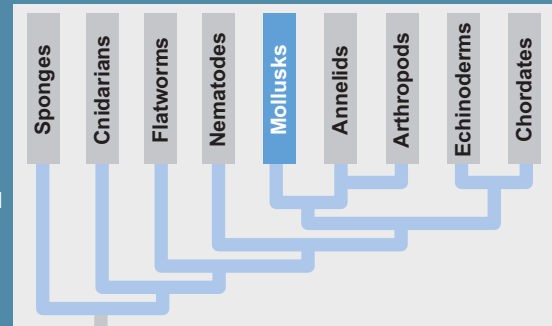 Sponges
Cnidarians
Flatworms
Nematodes
Mollusks
Annelids
Arthropods
Echinoderms
Chordates